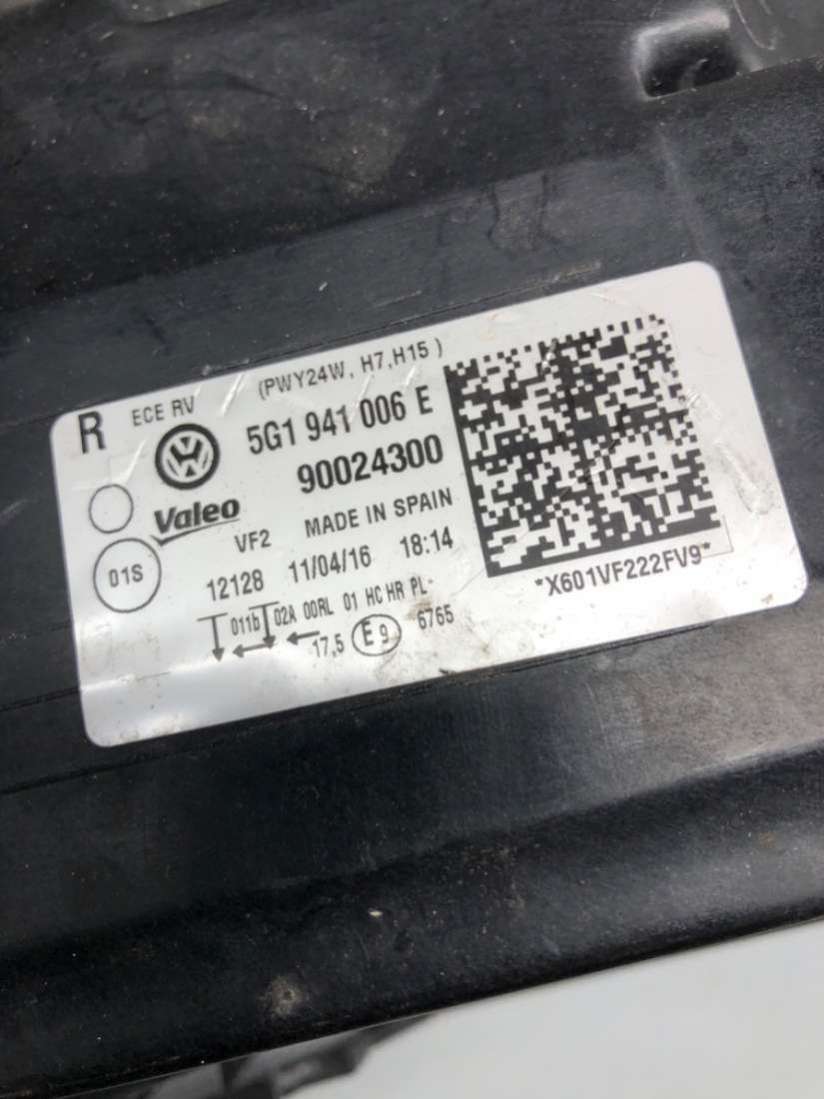 (PWY24W, H7,H15 )
R ECE RV
5G1 941 006 E
90024300
Valeo
VF2 MADE IN SPAIN
01S
12128 11/04/16 18:14
*X601VF222FV9*
011b 02A 00RL 01 HC HR PL
17,5 E9 6765